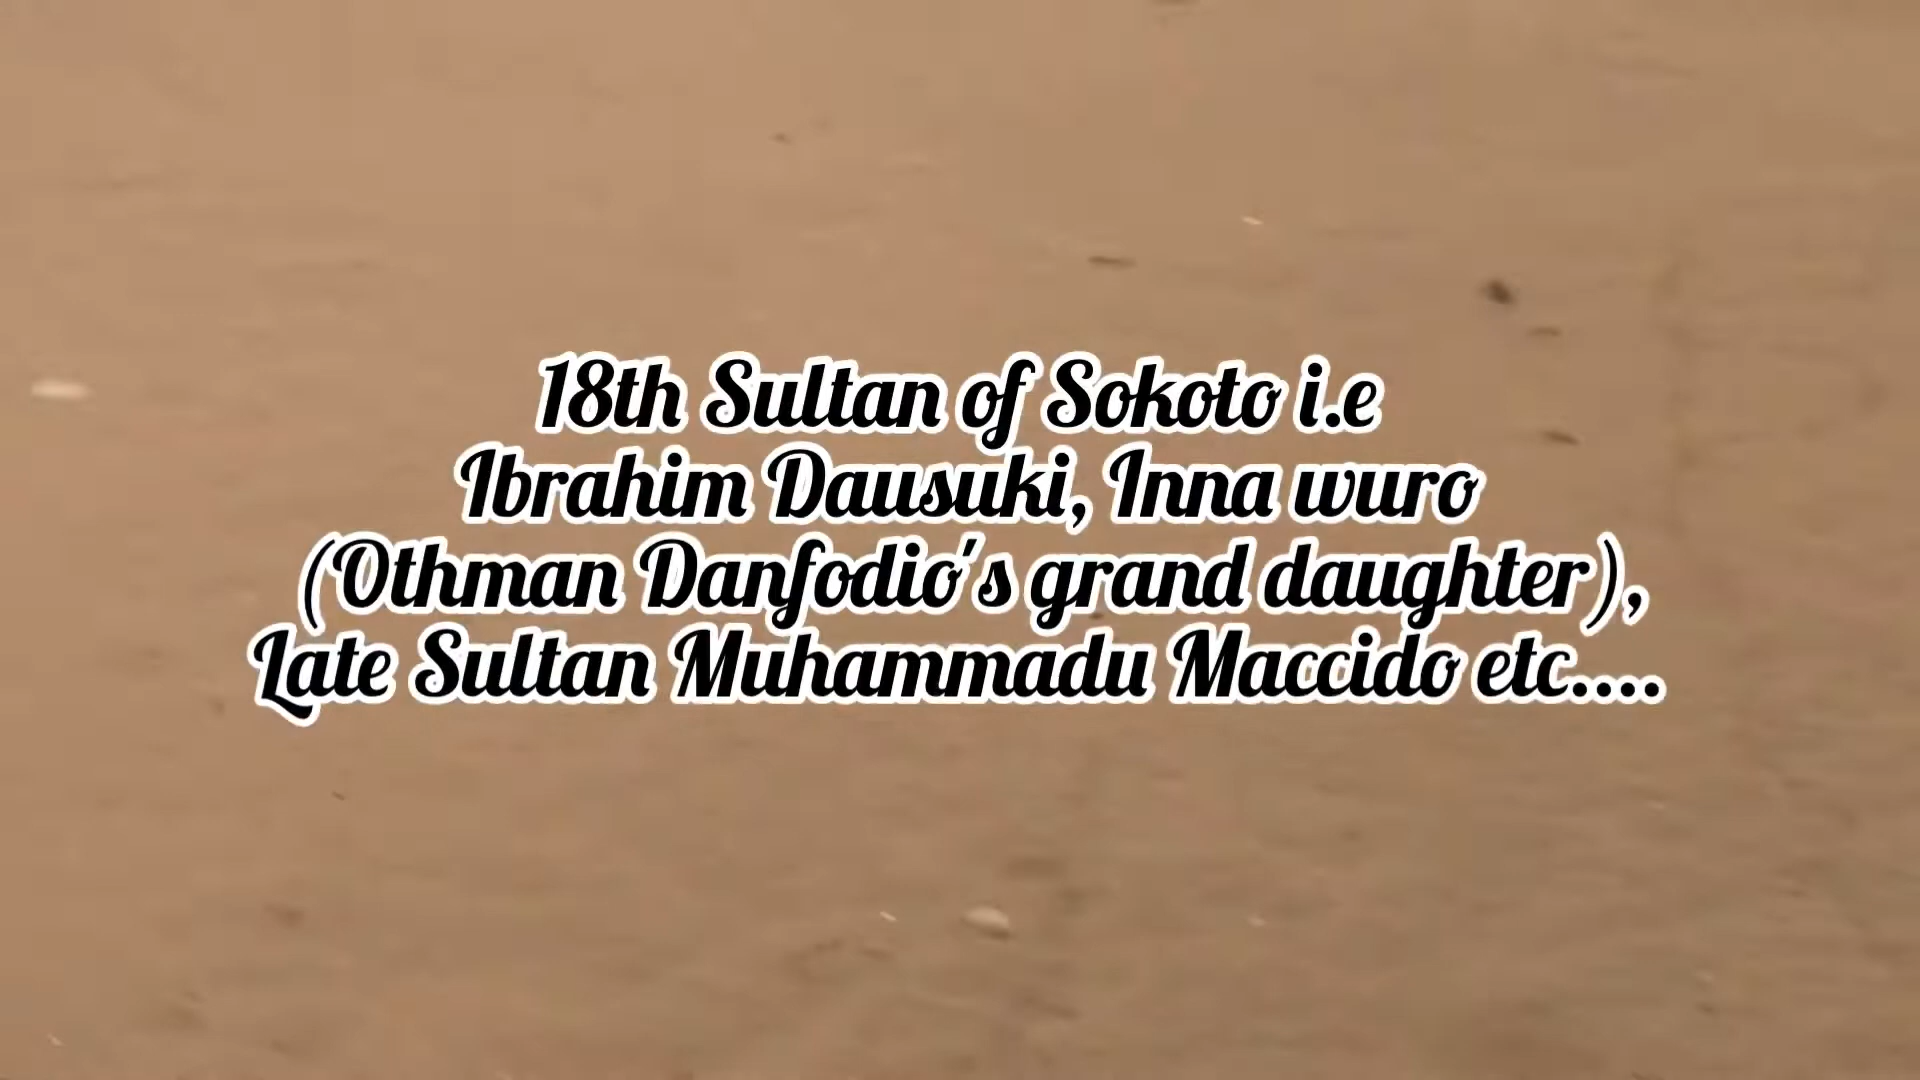 18th Sultan of Sokoto i.e
Ibrahim Dausuki, Inna wuro
(Othman Danfodio's grand daughter),
Late Sultan Muhammadu Maccido etc....